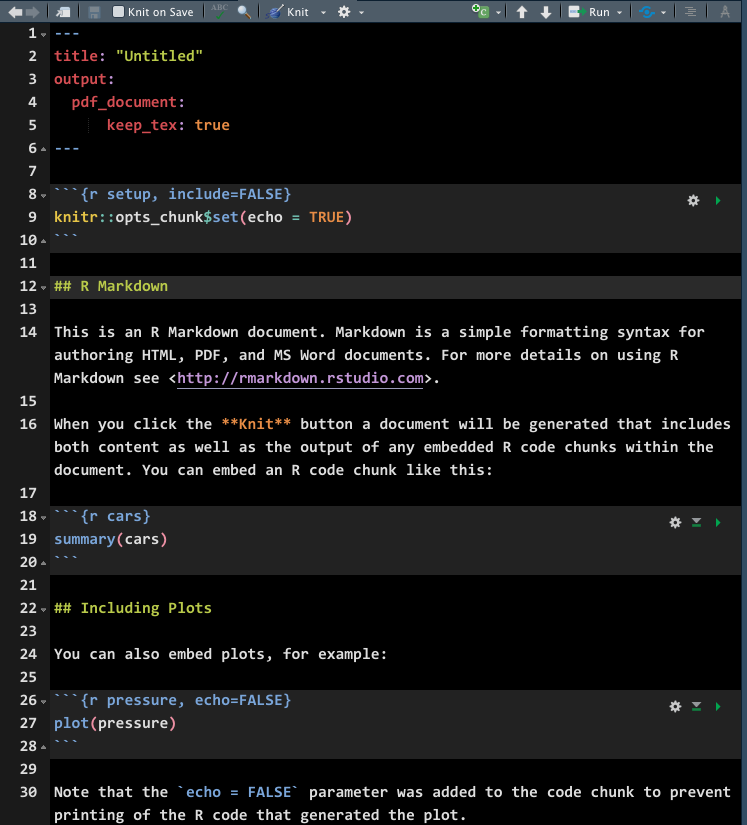 Knit on Save ABC Knit C Run A
1 ---
2 title: "Untitled"
3 output:
4   pdf_document:
5       keep_tex: true
6 ---
7
8 ```{r setup, include=FALSE}
9 knitr::opts_chunk$set(echo = TRUE)
10 ```
11
12 ## R Markdown
13
14 This is an R Markdown document. Markdown is a simple formatting syntax for
authoring HTML, PDF, and MS Word documents. For more details on using R
Markdown see <http://rmarkdown.rstudio.com>.
15
16 When you click the **Knit** button a document will be generated that includes
both content as well as the output of any embedded R code chunks within the
document. You can embed an R code chunk like this:
17
18 ```{r cars}
19 summary(cars)
20 ```
21
22 ## Including Plots
23
24 You can also embed plots, for example:
25
26 ```{r pressure, echo=FALSE}
27 plot(pressure)
28 ```
29
30 Note that the `echo = FALSE` parameter was added to the code chunk to prevent
printing of the R code that generated the plot.